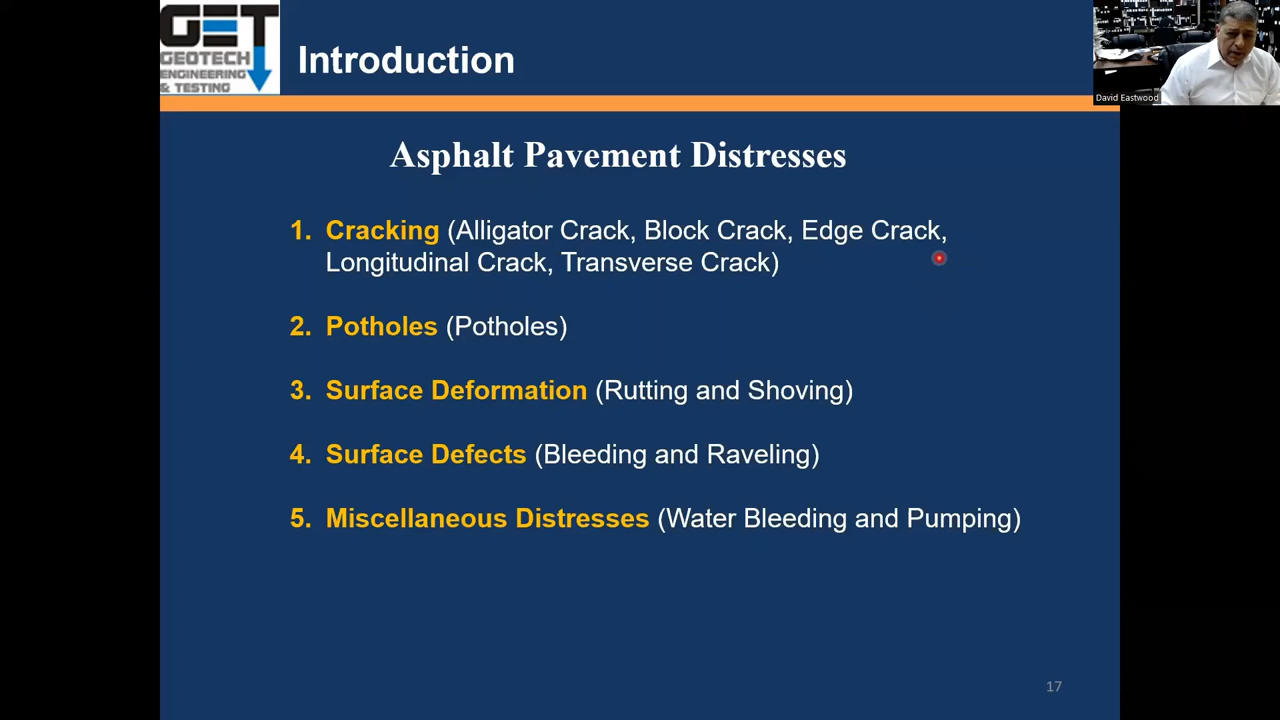 GET
GEOTECH
ENGINEERING
& TESTING
Introduction
David Eastwood
Asphalt Pavement Distresses
1. Cracking (Alligator Crack, Block Crack, Edge Crack,
Longitudinal Crack, Transverse Crack)
2. Potholes (Potholes)
3. Surface Deformation (Rutting and Shoving)
4. Surface Defects (Bleeding and Raveling)
5. Miscellaneous Distresses (Water Bleeding and Pumping)
17